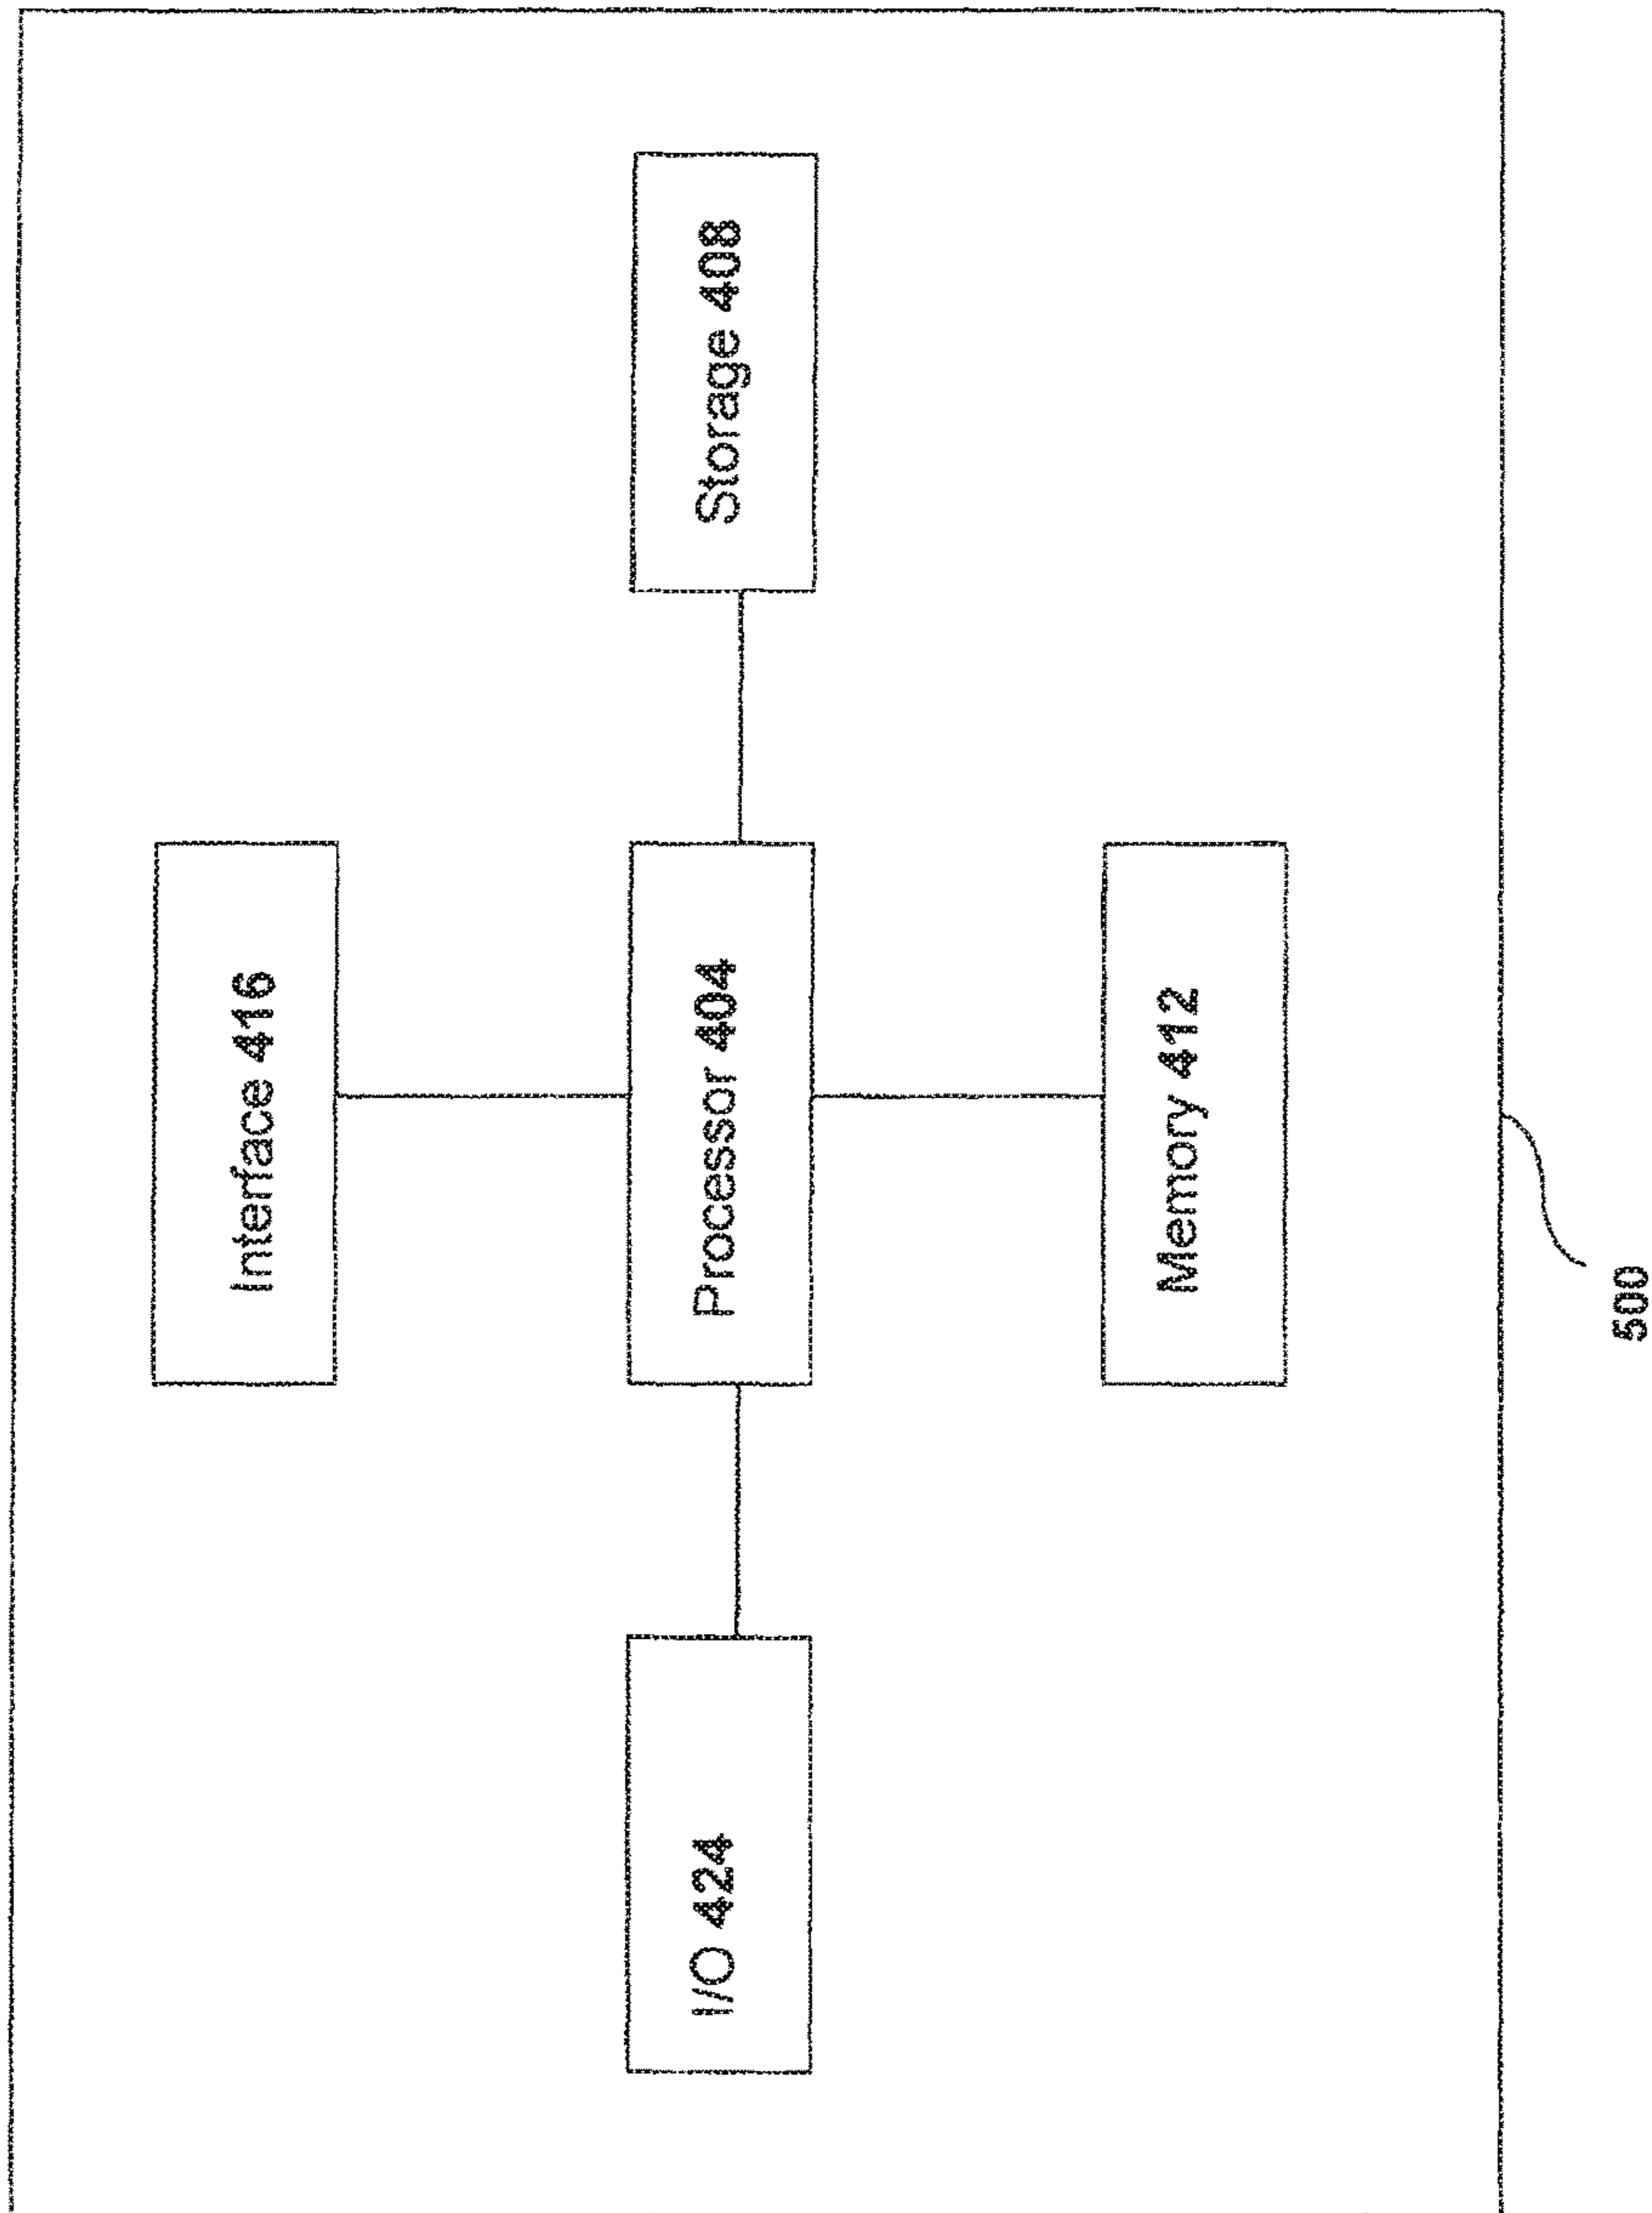 Interface 416
I/O 424
Processor 404
Storage 408
Memory 412
500